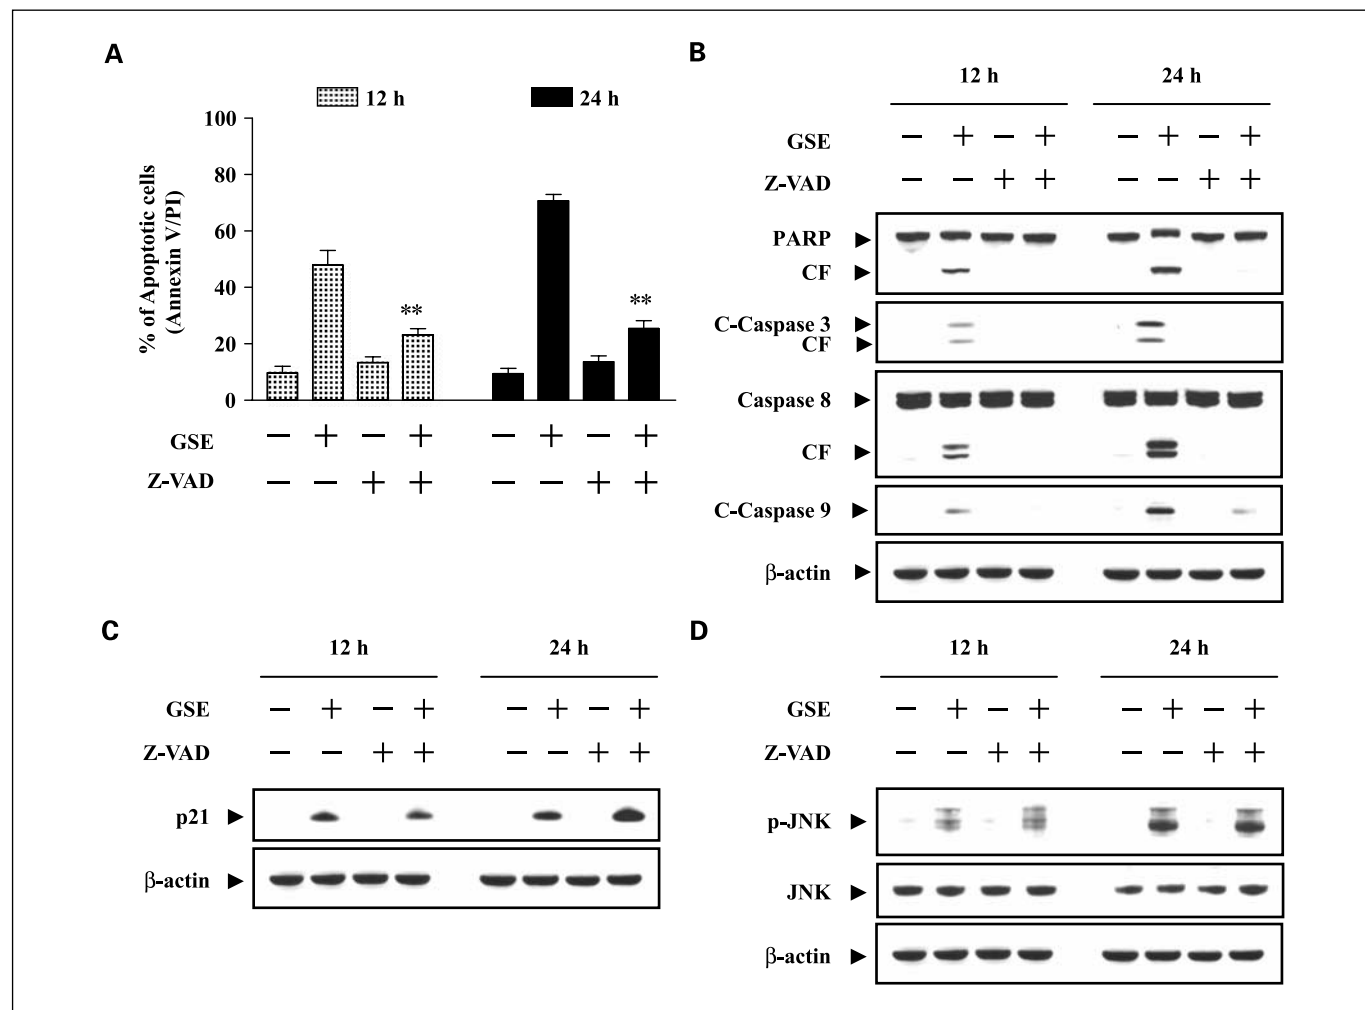 A
12 h
24 h
% of Apoptotic cells
(Annexin V/PI)
100
80
60
40
20
0
**
**
GSE − + − + − + − +
Z-VAD − − + + − − + +
B
12 h 24 h
GSE − + − + − + − +
Z-VAD − − + + − − + +
PARP
CF
C-Caspase 3
CF
Caspase 8
CF
C-Caspase 9
β-actin
C
12 h 24 h
GSE − + − + − + − +
Z-VAD − − + + − − + +
p21
β-actin
D
12 h 24 h
GSE − + − + − + − +
Z-VAD − − + + − − + +
p-JNK
JNK
β-actin